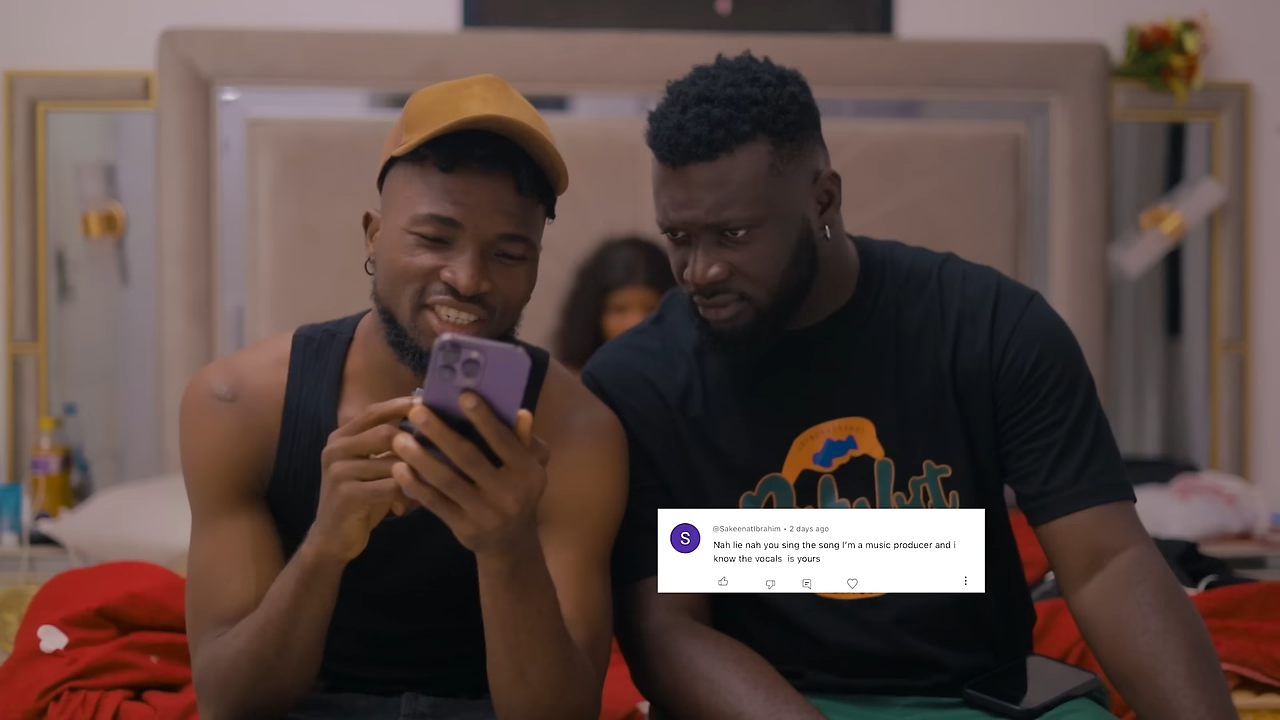 @SakeenatIbrahim • 2 days ago
Nah lie nah you sing the song I'm a music producer and i
know the vocals is yours
S